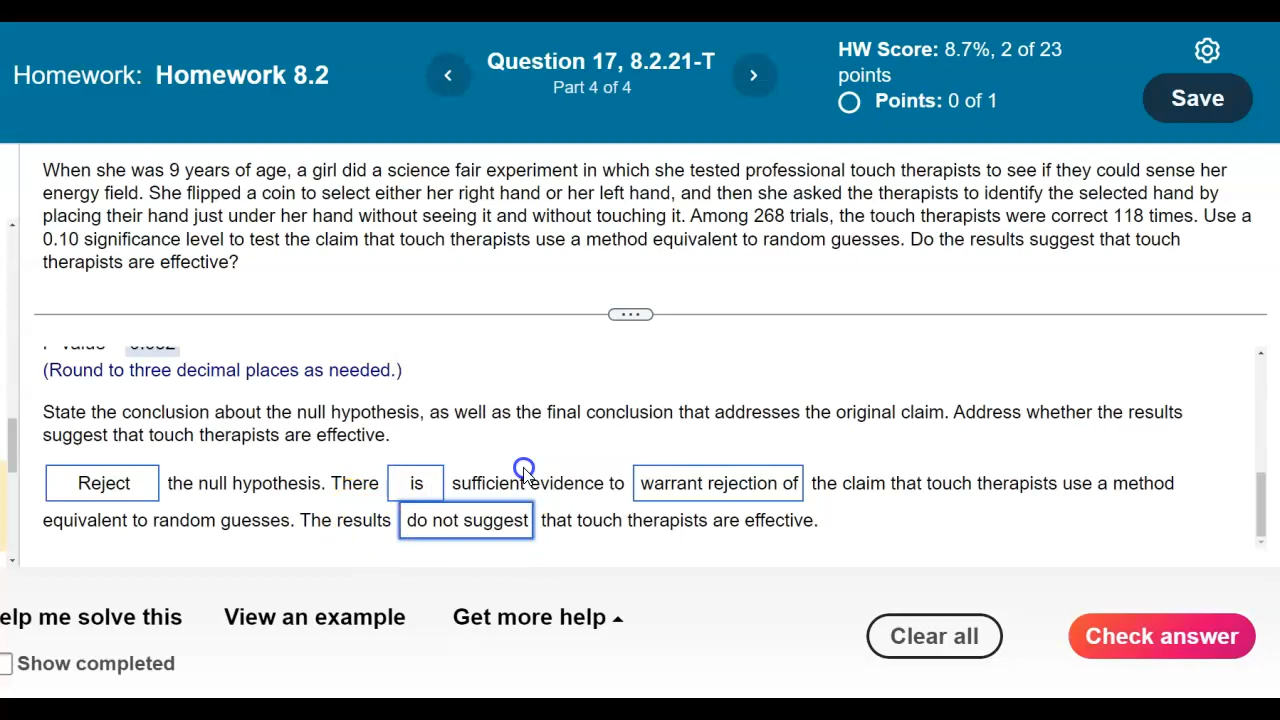 Homework: Homework 8.2
Question 17, 8.2.21-T
Part 4 of 4
HW Score: 8.7%, 2 of 23
points
Points: 0 of 1
Save
When she was 9 years of age, a girl did a science fair experiment in which she tested professional touch therapists to see if they could sense her
energy field. She flipped a coin to select either her right hand or her left hand, and then she asked the therapists to identify the selected hand by
placing their hand just under her hand without seeing it and without touching it. Among 268 trials, the touch therapists were correct 118 times. Use a
0.10 significance level to test the claim that touch therapists use a method equivalent to random guesses. Do the results suggest that touch
therapists are effective?
(Round to three decimal places as needed.)
State the conclusion about the null hypothesis, as well as the final conclusion that addresses the original claim. Address whether the results
suggest that touch therapists are effective.
Reject the null hypothesis. There is sufficient evidence to warrant rejection of the claim that touch therapists use a method
equivalent to random guesses. The results do not suggest that touch therapists are effective.
elp me solve this View an example Get more help
Clear all Check answer
Show completed